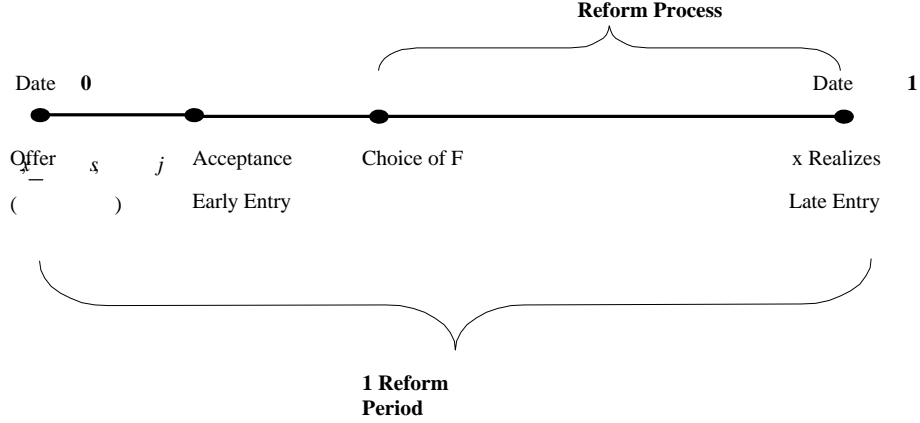 Reform Process
Date 0 Date 1
Offer Acceptance Choice of F x Realizes
s, j
( ) Early Entry Late Entry
1 Reform
Period